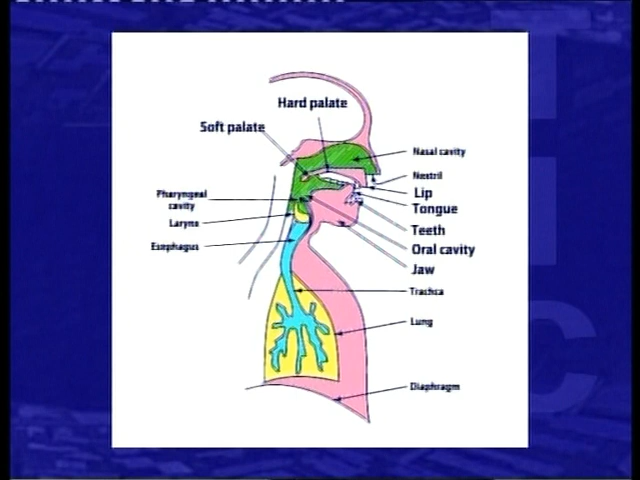 Hard palate
Soft palate
Nasal cavity
Nostril
Lip
Pharyngeal
cavity
Tongue
Larynx
Teeth
Esophagus
Oral cavity
Jaw
Trachea
Lung
Diaphragm
T
i
C